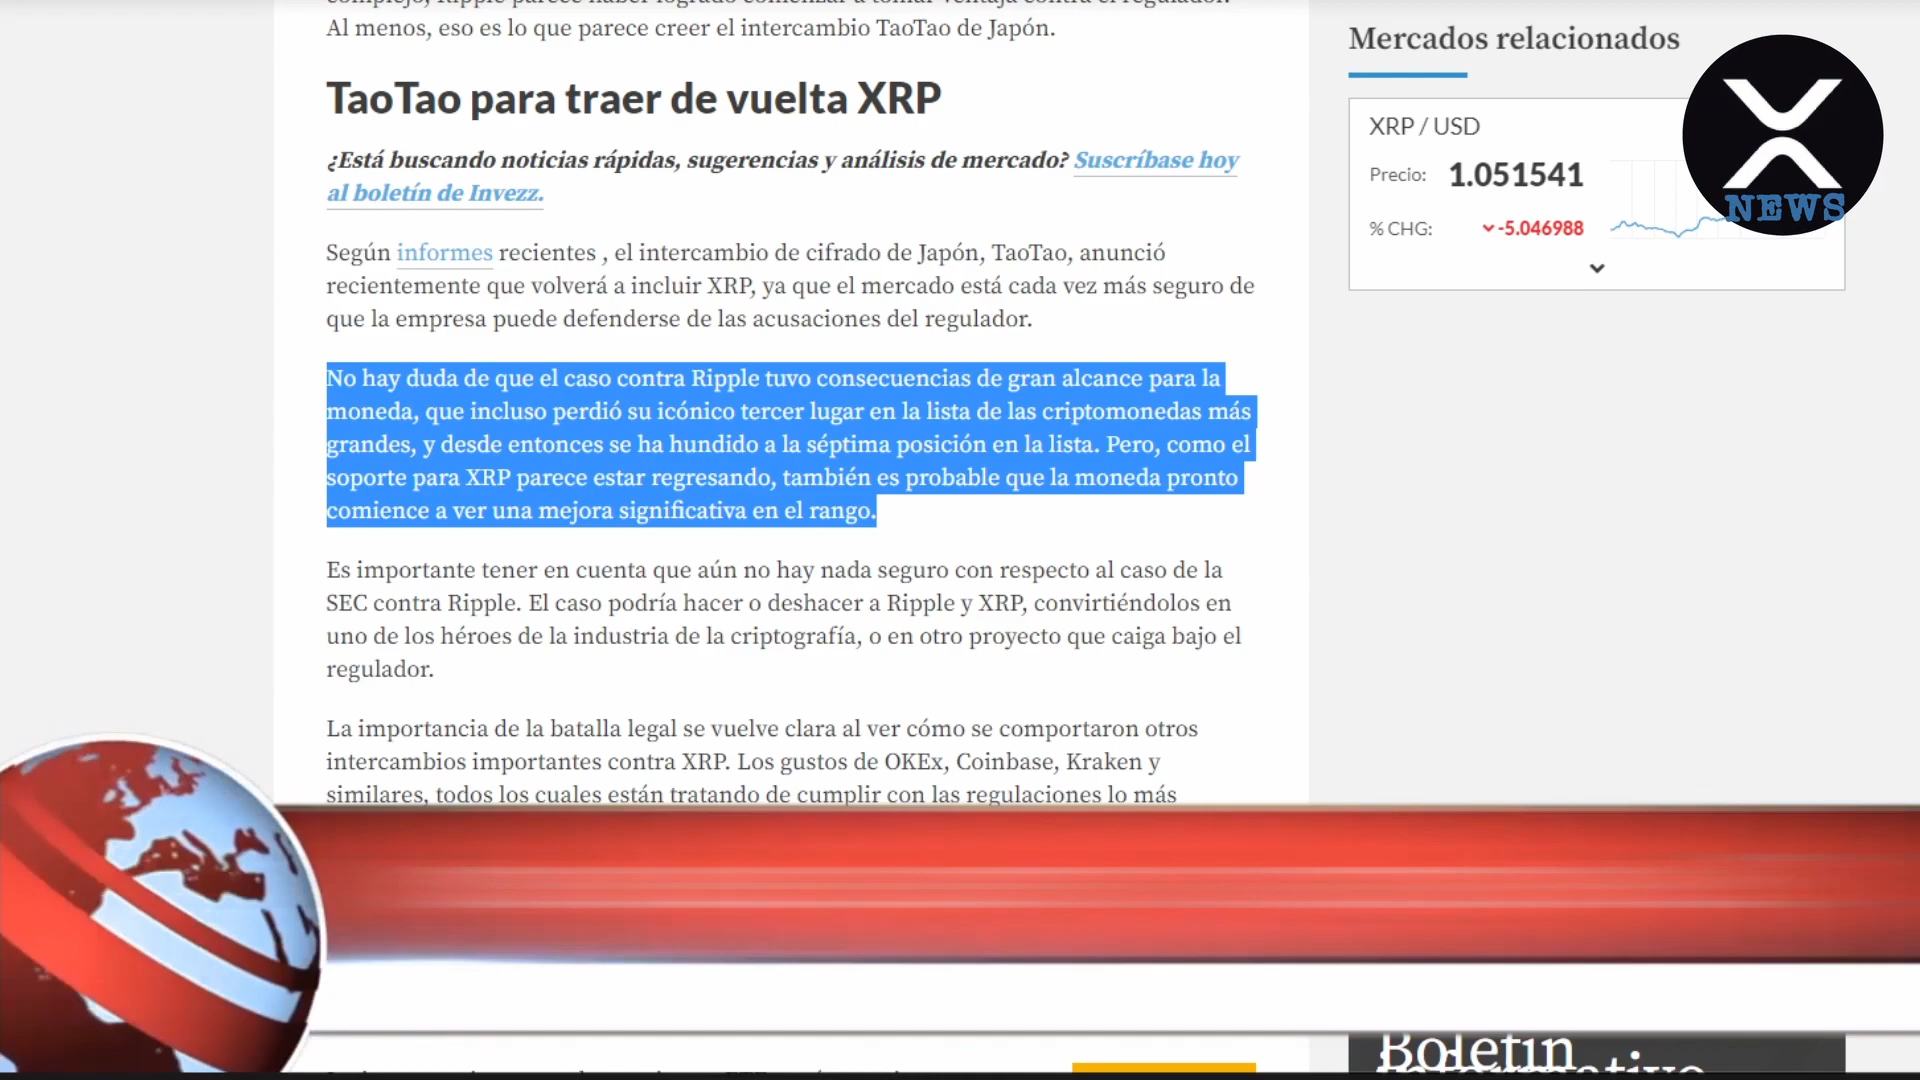 Al menos, eso es lo que parece creer el intercambio TaoTao de Japón.
TaoTao para traer de vuelta XRP
¿Está buscando noticias rápidas, sugerencias y análisis de mercado? Suscríbase hoy
al boletín de Invezz.
Según informes recientes , el intercambio de cifrado de Japón, TaoTao, anunció
recientemente que volverá a incluir XRP, ya que el mercado está cada vez más seguro de
que la empresa puede defenderse de las acusaciones del regulador.
No hay duda de que el caso contra Ripple tuvo consecuencias de gran alcance para la
moneda, que incluso perdió su icónico tercer lugar en la lista de las criptomonedas más
grandes, y desde entonces se ha hundido a la séptima posición en la lista. Pero, como el
soporte para XRP parece estar regresando, también es probable que la moneda pronto
comience a ver una mejora significativa en el rango.
Es importante tener en cuenta que aún no hay nada seguro con respecto al caso de la
SEC contra Ripple. El caso podría hacer o deshacer a Ripple y XRP, convirtiéndolos en
uno de los héroes de la industria de la criptografía, o en otro proyecto que caiga bajo el
regulador.
La importancia de la batalla legal se vuelve clara al ver cómo se comportaron otros
intercambios importantes contra XRP. Los gustos de OKEx, Coinbase, Kraken y
similares, todos los cuales están tratando de cumplir con las regulaciones lo más
Mercados relacionados
XRP / USD
Precio: 1.051541
% CHG: -5.046988
NEWS
Boletín